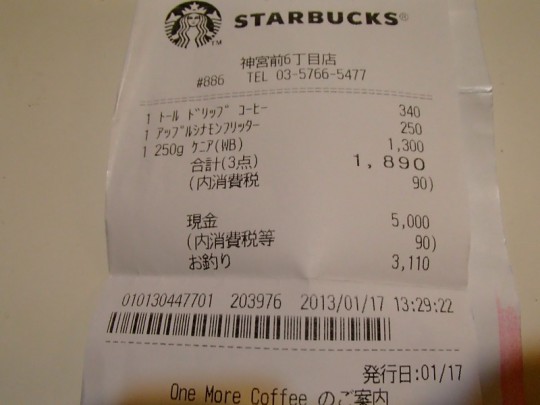 STARBUCKS®
TM
神宮前6丁目店
#886 TEL 03-5766-5477
1 トール ドリップ コーヒー 340
1 アップルシナモンフリッター 250
1 250g ケニア(WB) 1,300
合計(3点) 1,890
(内消費税 90)
現金 5,000
(内消費税等 90)
お釣り 3,110
010130447701 203976 2013/01/17 13:29:22
発行日:01/17
One More Coffee のご案内